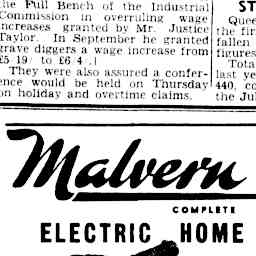 the Full Bench of the Industrial
Commission in overruling wage
increases granted by Mr. Justice
Taylor. In September he granted
grave diggers a wage increase from
£5 19/ to £6/4/.]
They were also assured a confer-
ence would be held on Thursday
on holiday and overtime claims.
ST
Quee
the fir
fallen
figures
Tota
last ye
440, co
the Jul
Malvern
COMPLETE
ELECTRIC HOME